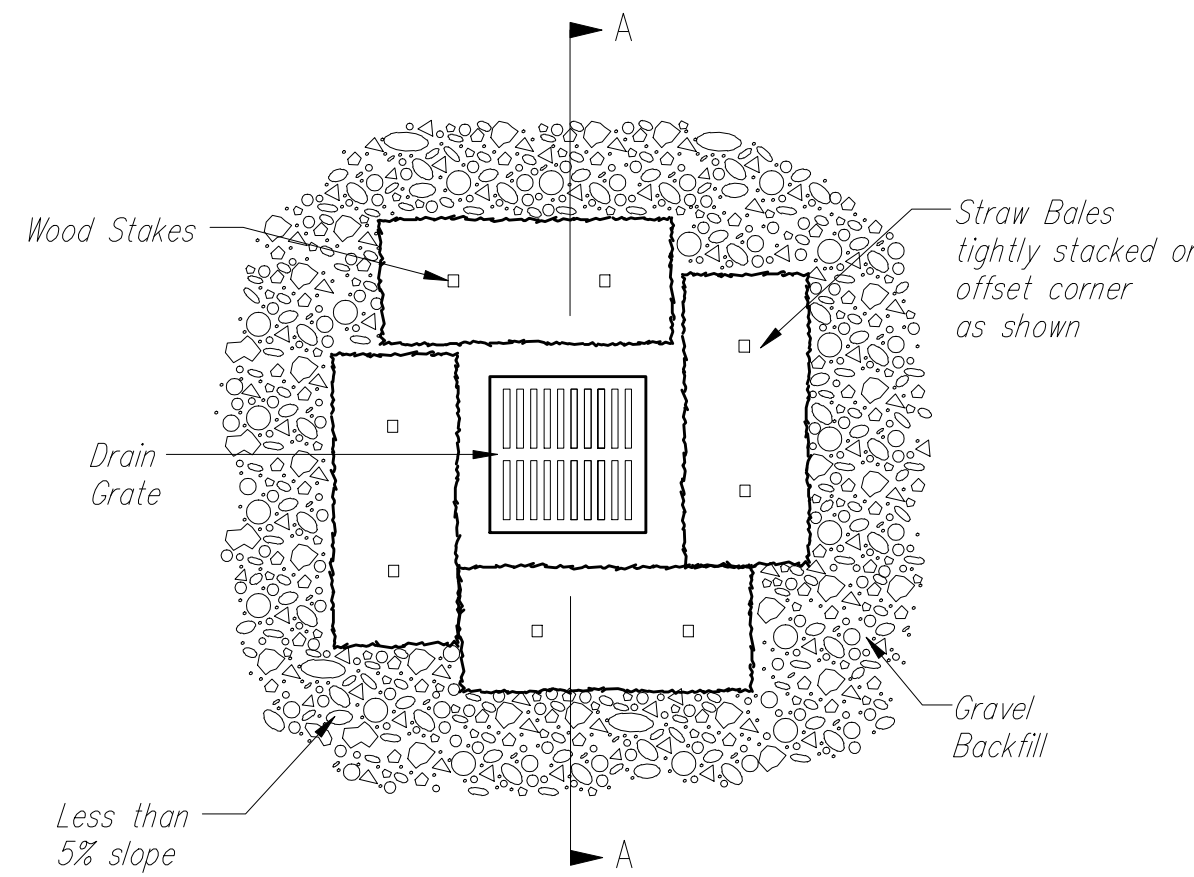 A
Wood Stakes
Straw Bales
tightly stacked or
offset corner
as shown
Drain
Grate
Gravel
Backfill
Less than
5% slope
A